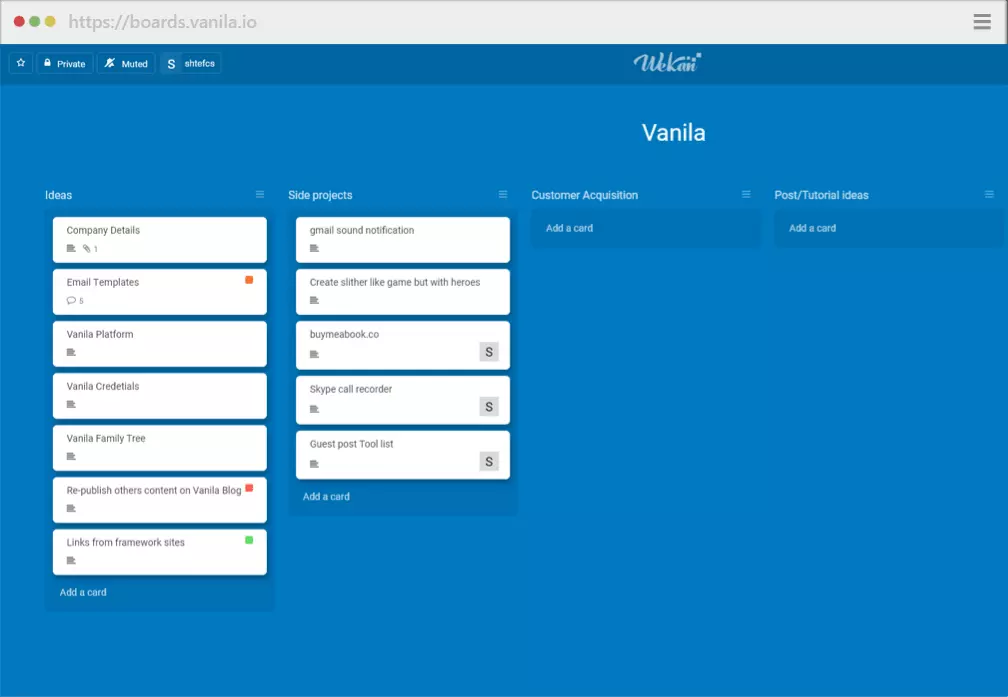 https://boards.vanila.io
Private Muted S shtefcs
WeKan
Vanila
Ideas
Company Details
1
Email Templates
5
Vanila Platform
Vanila Credetials
Vanila Family Tree
Re-publish others content on Vanila Blog
Links from framework sites
Add a card
Side projects
gmail sound notification
Create slither like game but with heroes
buymeabook.co
S
Skype call recorder
S
Guest post Tool list
S
Add a card
Customer Acquisition
Add a card
Post/Tutorial ideas
Add a card